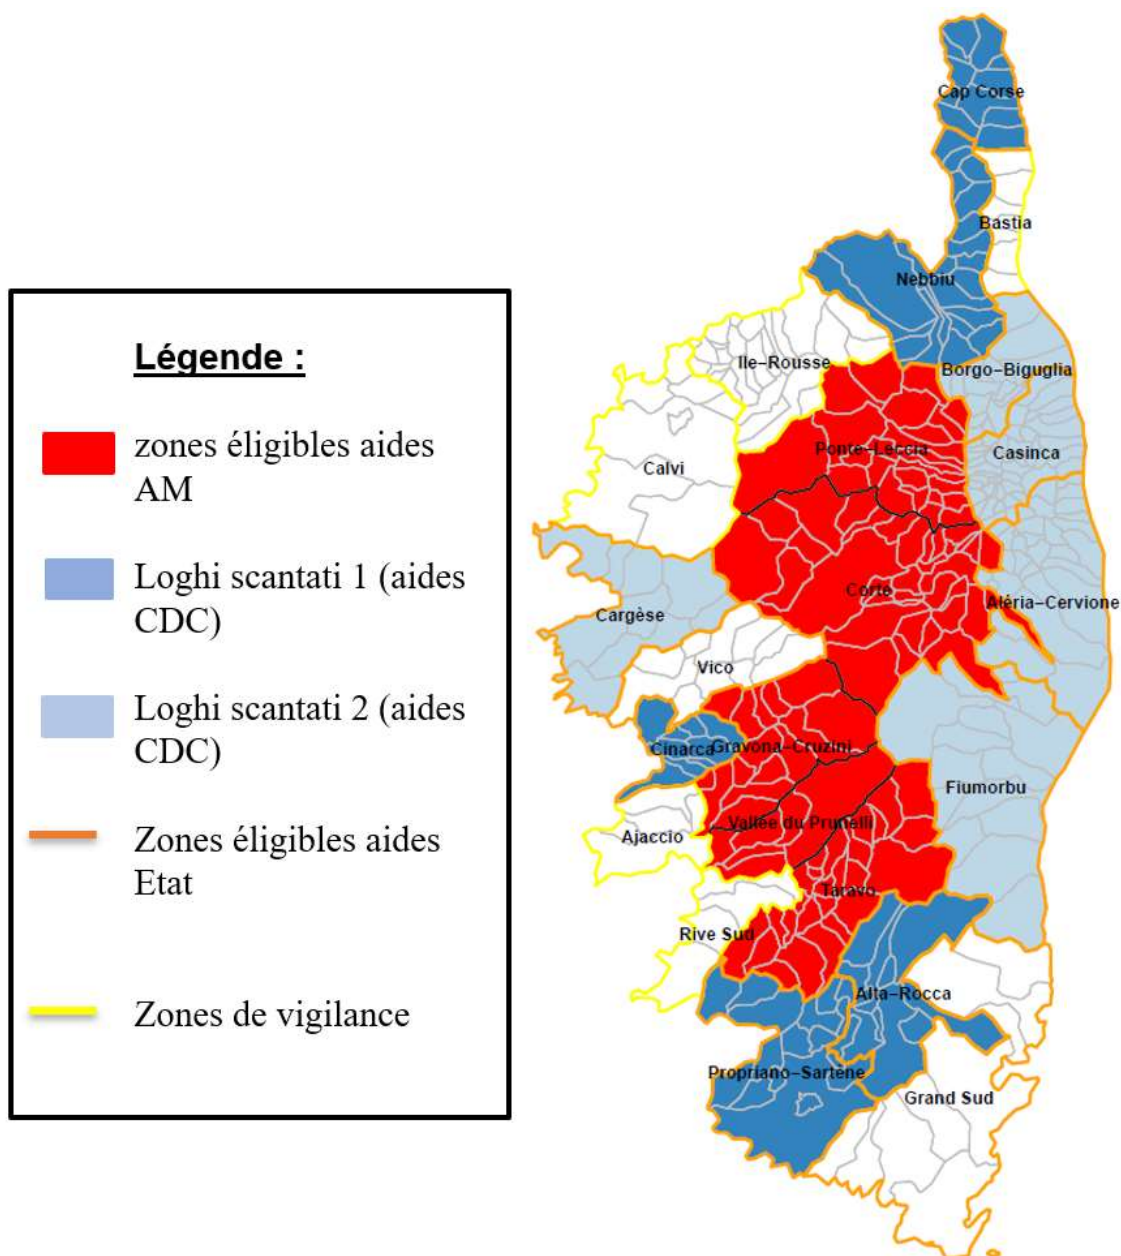 Légende :
zones éligibles aides
AM
Loghi scantati 1 (aides
CDC)
Loghi scantati 2 (aides
CDC)
Zones éligibles aides
Etat
Zones de vigilance
Cap Corse
Bastia
Nebbiu
Ile–Rousse
Borgo–Biguglia
Ponte–Leccia
Casinca
Calvi
Corte
Aléria–Cervione
Cargèse
Vico
Cinarca
Gravona–Cruzini
Fiumorbu
Vallée du Prunelli
Ajaccio
Taravo
Rive Sud
Alta–Rocca
Propriano–Sartène
Grand Sud